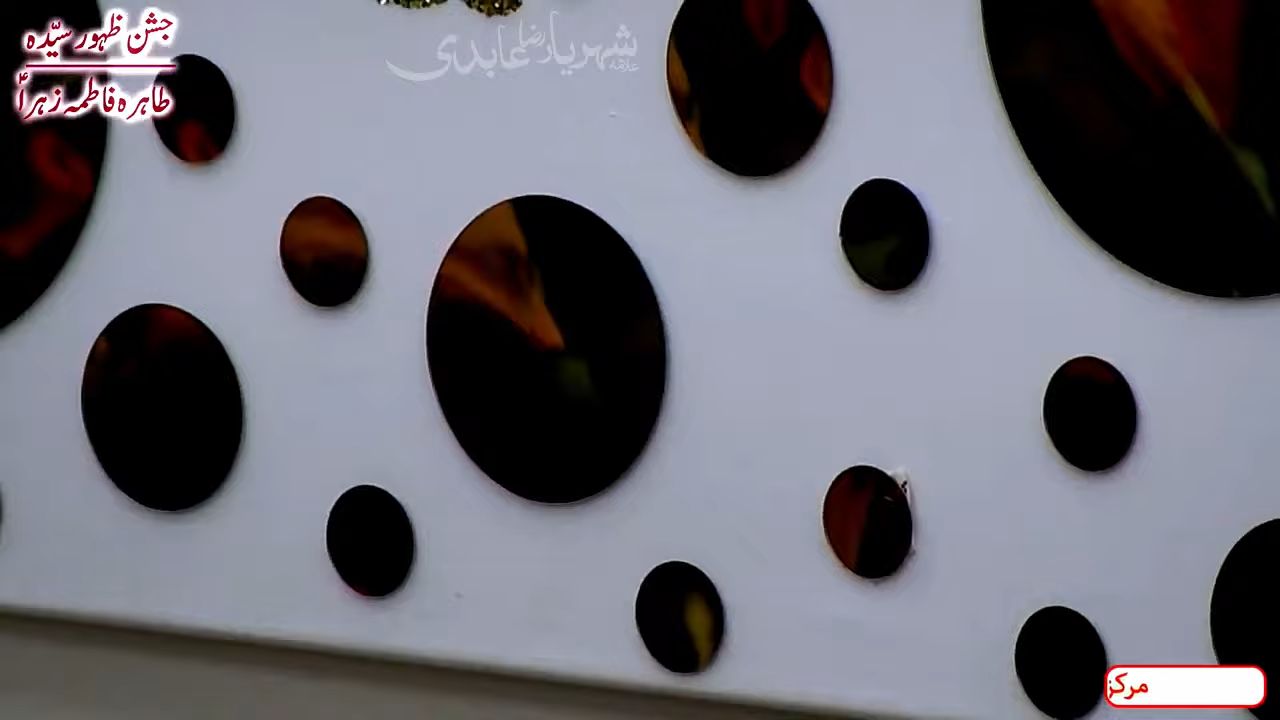 جشن ظہور سیّدہ
طاہرہ فاطمہ زہراؑ
علامہ شہریار رضا عابدی
مرکز